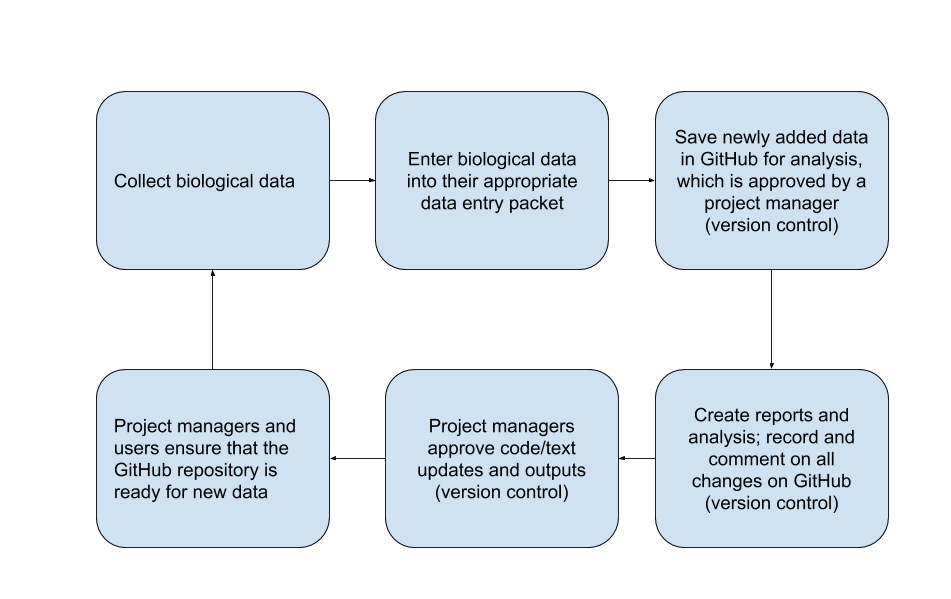 Collect biological data
Enter biological data
into their appropriate
data entry packet
Save newly added data
in GitHub for analysis,
which is approved by a
project manager
(version control)
Create reports and
analysis; record and
comment on all
changes on GitHub
(version control)
Project managers
approve code/text
updates and outputs
(version control)
Project managers and
users ensure that the
GitHub repository is
ready for new data